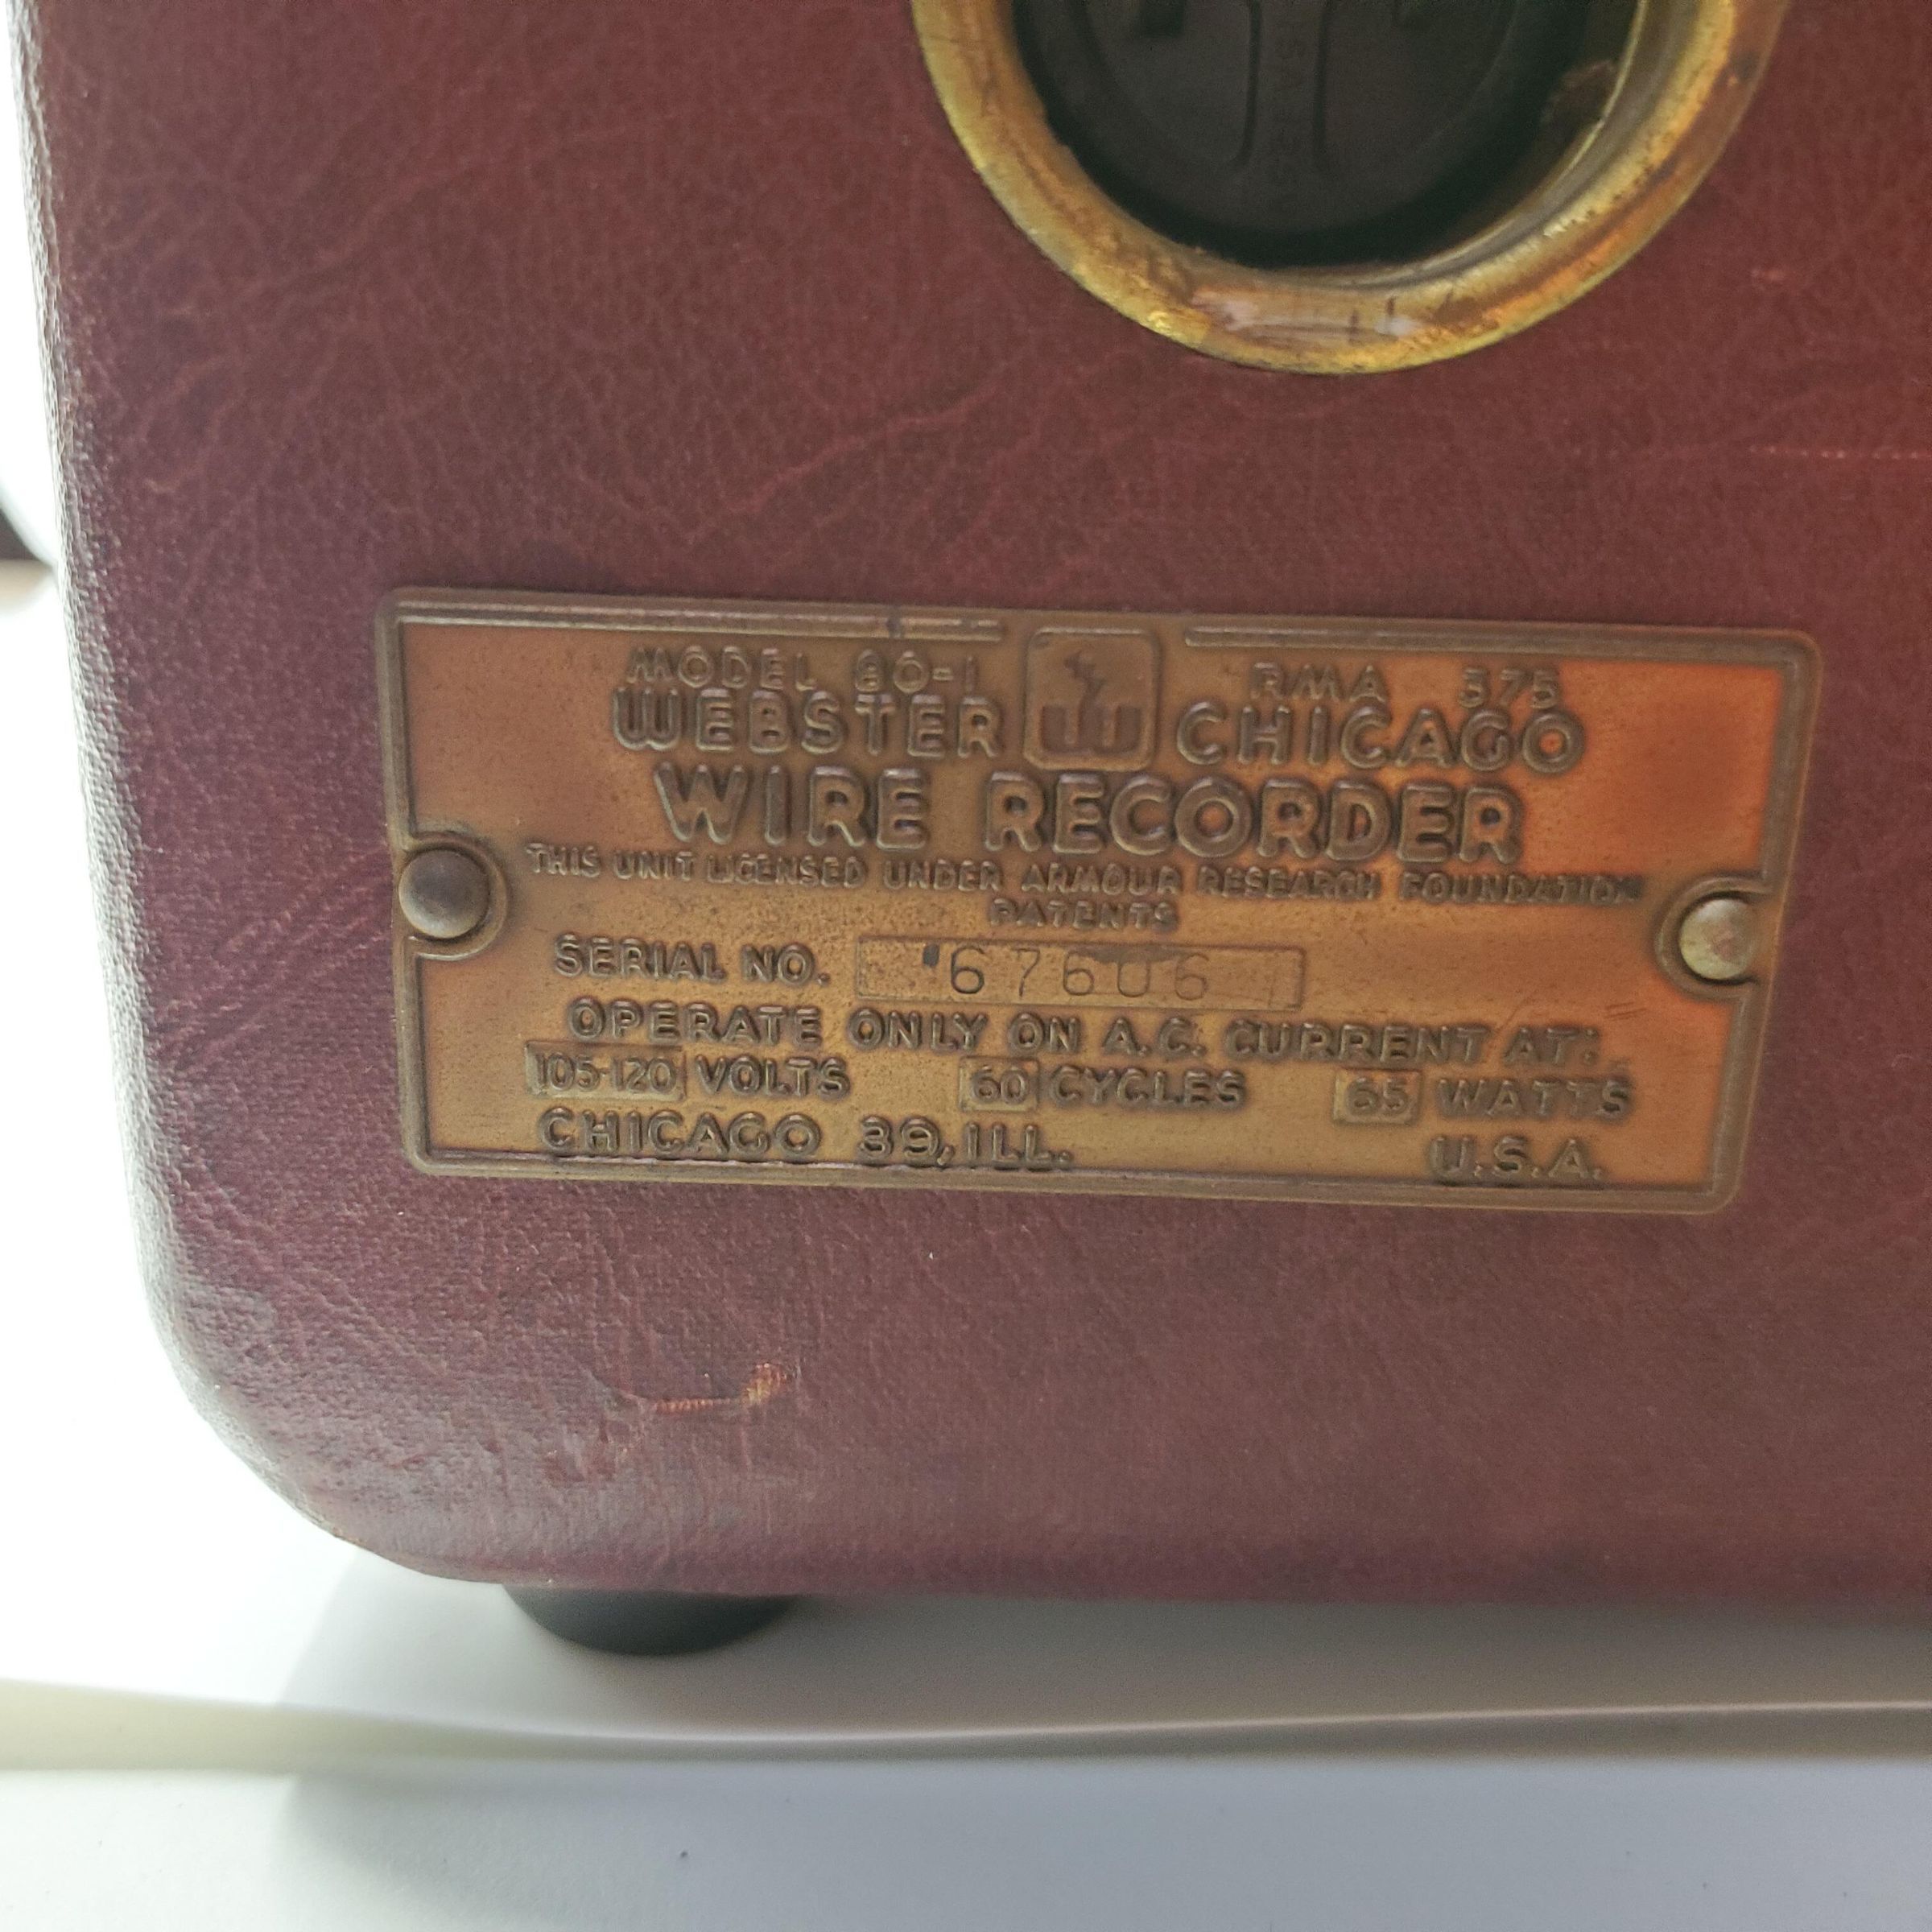 MODEL 80-1 RMA 375
WEBSTER W CHICAGO
WIRE RECORDER
THIS UNIT LICENSED UNDER ARMOUR RESEARCH FOUNDATION
PATENTS
SERIAL NO. 67606
OPERATE ONLY ON A.C. CURRENT AT:
105-120 VOLTS 60 CYCLES 65 WATTS
CHICAGO 39, ILL. U.S.A.